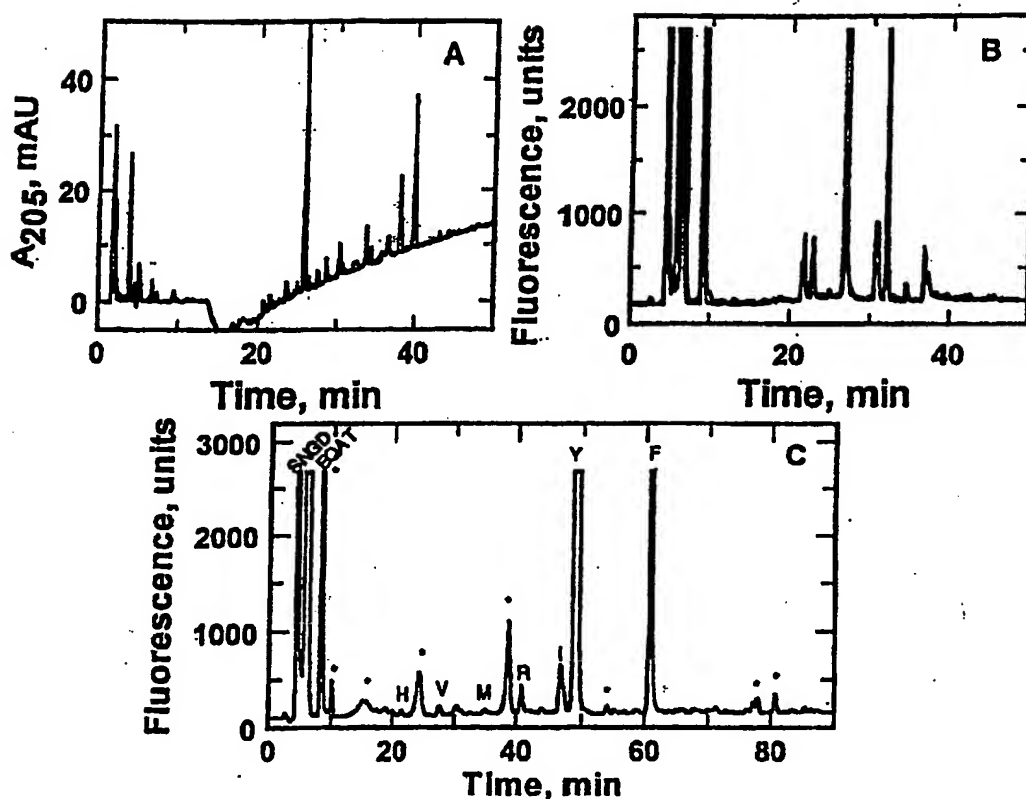 A
A205, mAU
40
20
0
0 20 40
Time, min
B
Fluorescence, units
2000
1000
0
0 20 40
Time, min
C
Fluorescence, units
3000
2000
1000
0
SNGD, EQAT
H V M R I Y F
0 20 40 60 80
Time, min